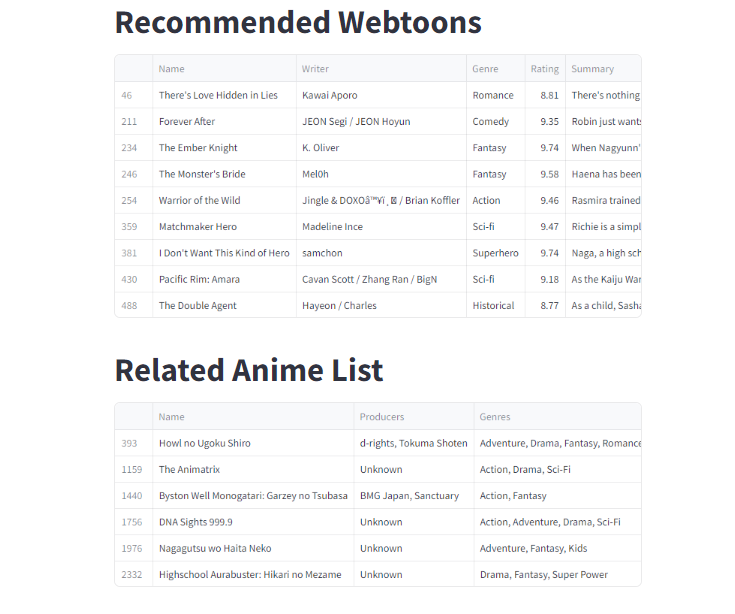 Recommended Webtoons
Name Writer Genre Rating Summary
46 There's Love Hidden in Lies Kawai Aporo Romance 8.81 There's nothing
211 Forever After JEON Segi / JEON Hoyun Comedy 9.35 Robin just wants
234 The Ember Knight K. Oliver Fantasy 9.74 When Nagyunn'
246 The Monster's Bride Mel0h Fantasy 9.58 Haena has been
254 Warrior of the Wild Jingle & DOXOâ™¥ï¸ / Brian Koffler Action 9.46 Rasmira trained
359 Matchmaker Hero Madeline Ince Sci-fi 9.47 Richie is a simpl
381 I Don't Want This Kind of Hero samchon Superhero 9.74 Naga, a high sch
430 Pacific Rim: Amara Cavan Scott / Zhang Ran / BigN Sci-fi 9.18 As the Kaiju War
488 The Double Agent Hayeon / Charles Historical 8.77 As a child, Sasha
Related Anime List
Name Producers Genres
393 Howl no Ugoku Shiro d-rights, Tokuma Shoten Adventure, Drama, Fantasy, Romance
1159 The Animatrix Unknown Action, Drama, Sci-Fi
1440 Byston Well Monogatari: Garzey no Tsubasa BMG Japan, Sanctuary Action, Fantasy
1756 DNA Sights 999.9 Unknown Action, Adventure, Drama, Sci-Fi
1976 Nagagutsu wo Haita Neko Unknown Adventure, Fantasy, Kids
2332 Highschool Aurabuster: Hikari no Mezame Unknown Drama, Fantasy, Super Power